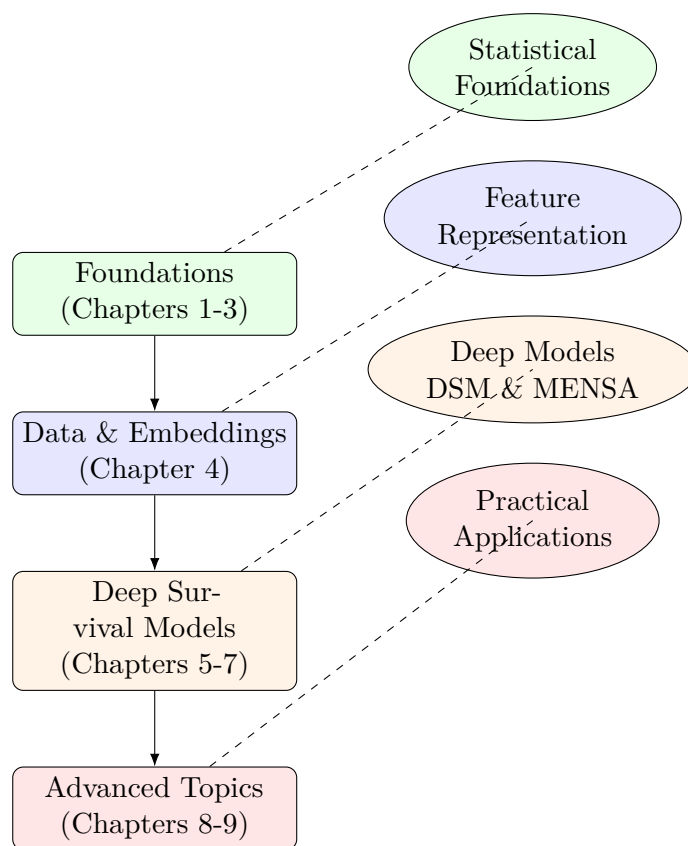 Statistical
Foundations
Feature
Representation
Foundations
(Chapters 1-3)
Deep Models
DSM & MENSA
Data & Embeddings
(Chapter 4)
Practical
Applications
Deep Sur-
vival Models
(Chapters 5-7)
Advanced Topics
(Chapters 8-9)